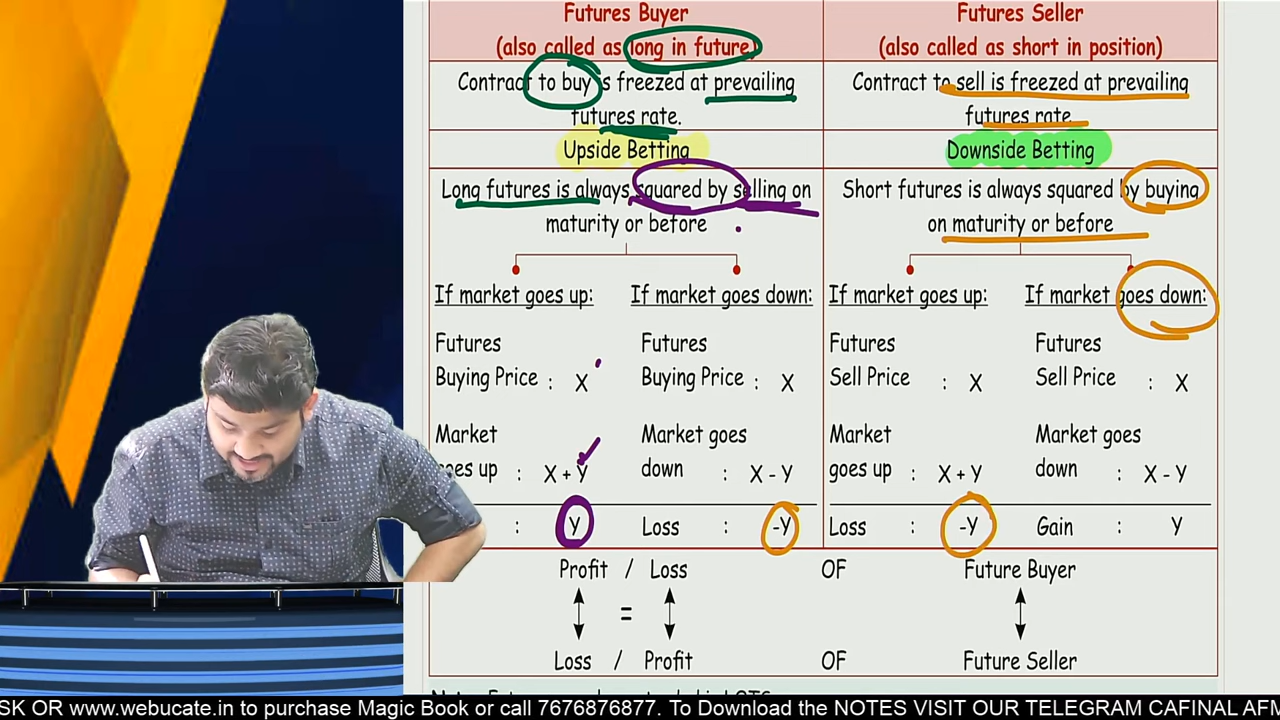 Futures Buyer
(also called as long in future)
Contract to buy is freezed at prevailing
futures rate.
Upside Betting
Long futures is always squared by selling on
maturity or before
If market goes up:
Futures
Buying Price : X
Market
goes up : X + Y
: Y
If market goes down:
Futures
Buying Price : X
Market goes
down : X - Y
Loss : -Y
Futures Seller
(also called as short in position)
Contract to sell is freezed at prevailing
futures rate.
Downside Betting
Short futures is always squared by buying
on maturity or before
If market goes up:
Futures
Sell Price : X
Market
goes up : X + Y
Loss : -Y
If market goes down:
Futures
Sell Price : X
Market goes
down : X - Y
Gain : Y
Profit / Loss OF Future Buyer
=
Loss / Profit OF Future Seller
SK OR www.webucate.in to purchase Magic Book or call 7676876877. To Download the NOTES VISIT OUR TELEGRAM CAFINAL AFM